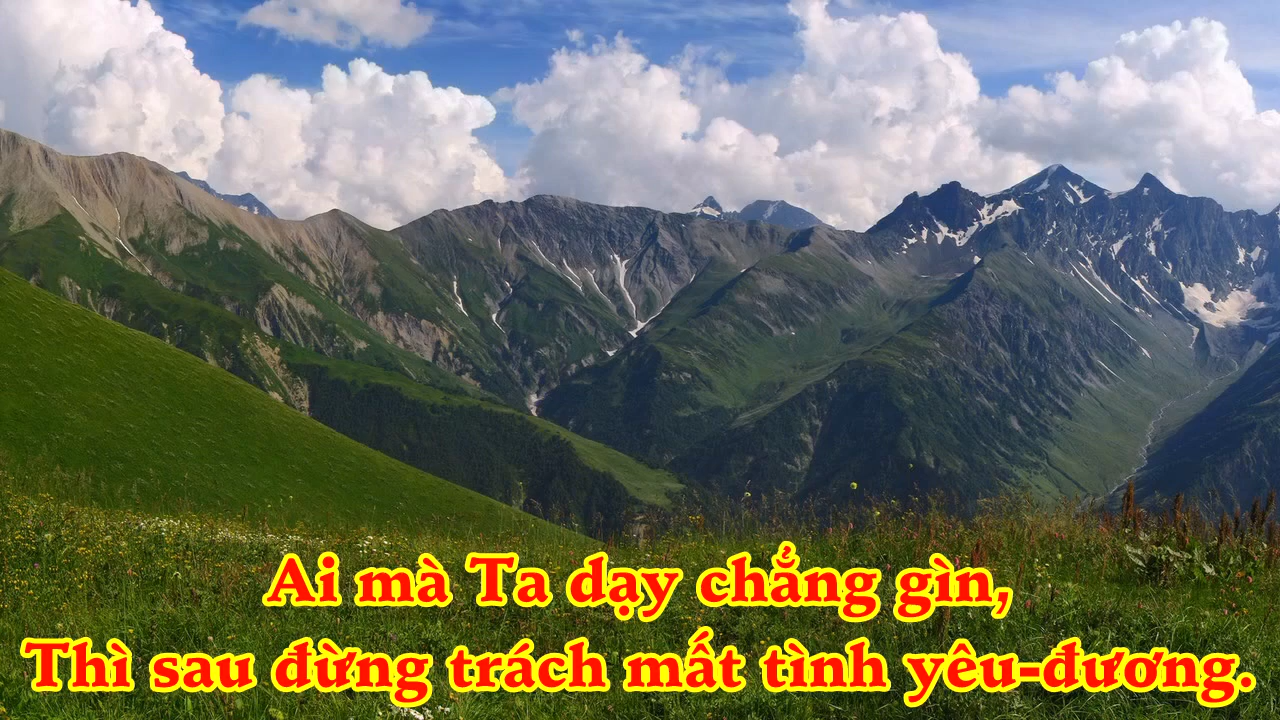 Ai mà Ta dạy chẳng gìn,
Thì sau đừng trách mất tình yêu-đương.